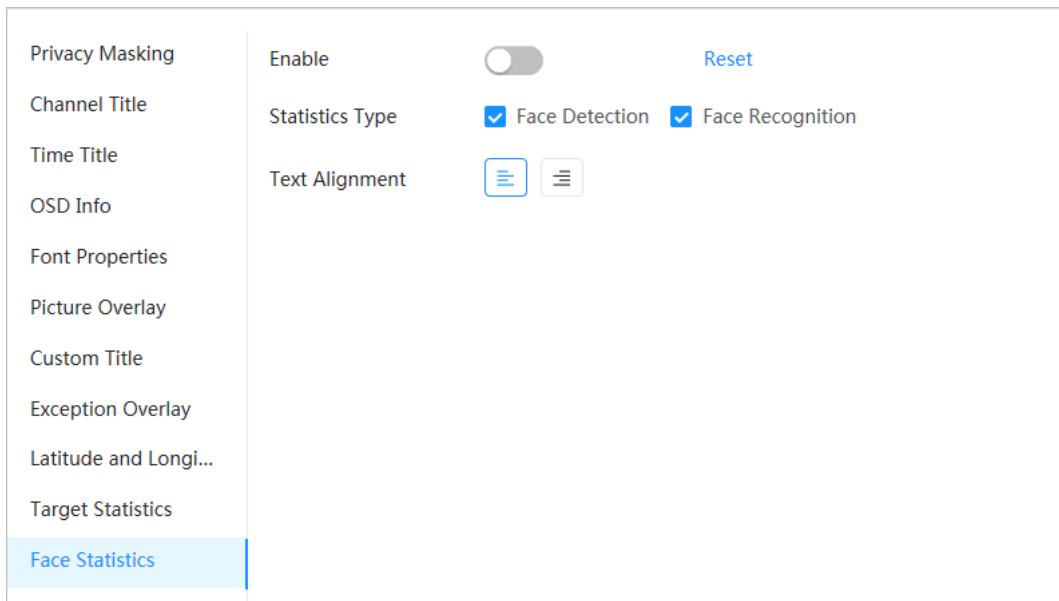 Privacy Masking
Channel Title
Time Title
OSD Info
Font Properties
Picture Overlay
Custom Title
Exception Overlay
Latitude and Longi...
Target Statistics
Face Statistics
Enable Reset
Statistics Type Face Detection Face Recognition
Text Alignment